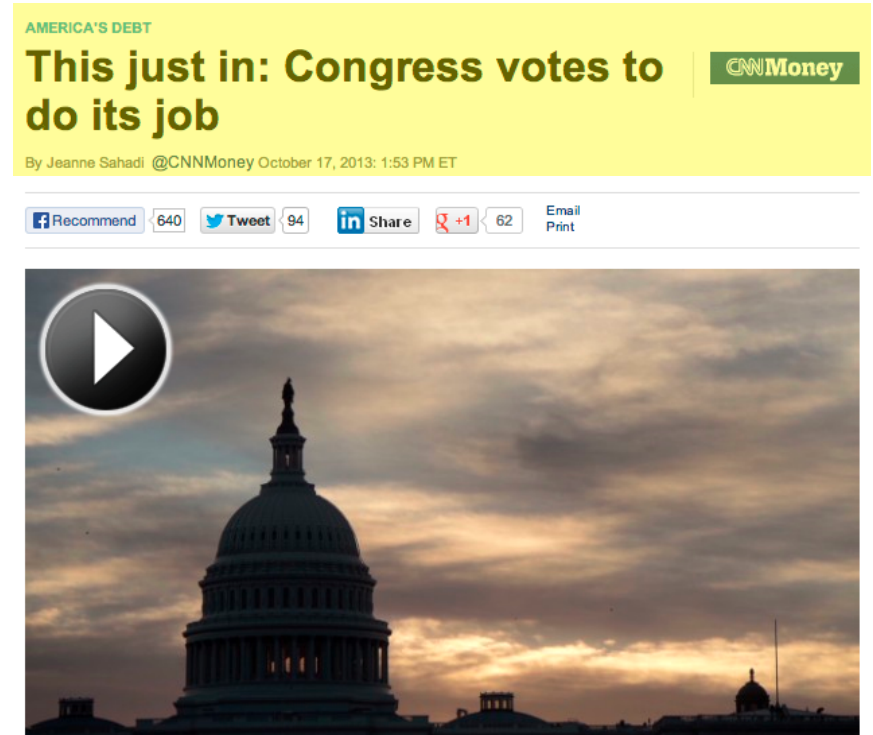 AMERICA'S DEBT
This just in: Congress votes to
do its job
CNNMoney
By Jeanne Sahadi @CNNMoney October 17, 2013: 1:53 PM ET
Recommend 640 Tweet 94 in Share +1 62 Email
Print